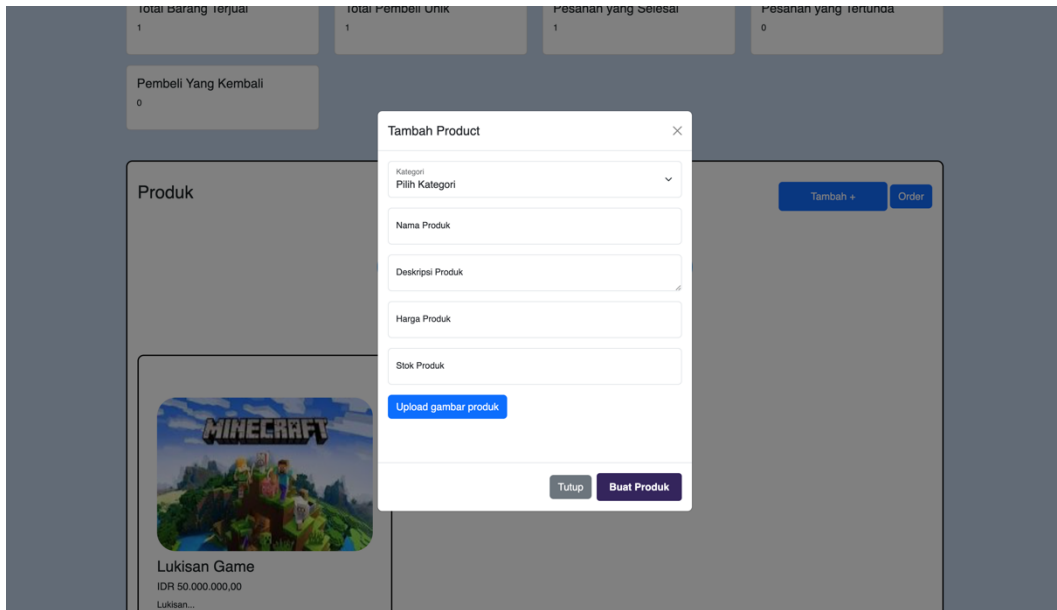 Total Barang Terjual
1
Total Pembeli Unik
1
Pesanan yang Selesai
1
Pesanan yang Tertunda
0
Pembeli Yang Kembali
0
Tambah Product
Kategori
Pilih Kategori
Nama Produk
Deskripsi Produk
Harga Produk
Stok Produk
Upload gambar produk
Tutup
Buat Produk
Produk
Tambah +
Order
MINECRAFT
Lukisan Game
IDR 50.000.000,00
Lukisan...